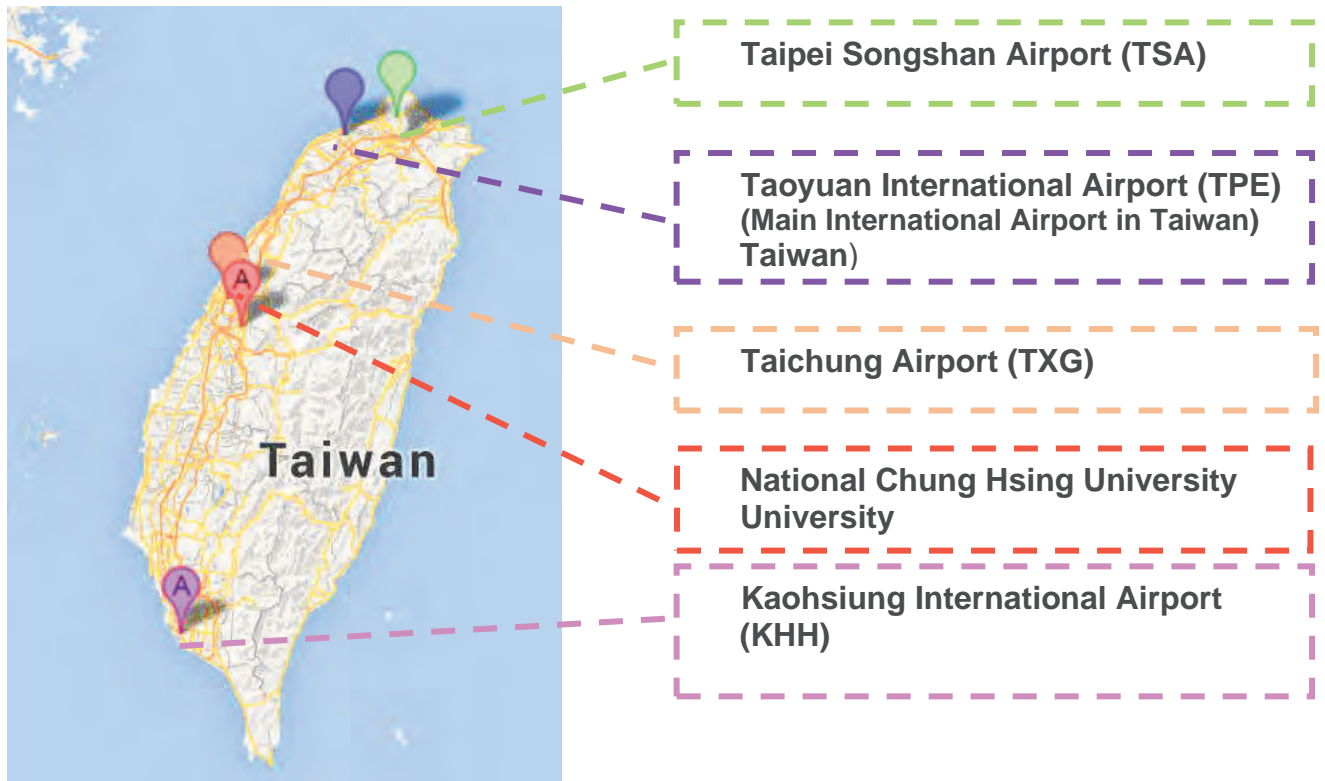 Taipei Songshan Airport (TSA)
Taoyuan International Airport (TPE)
(Main International Airport in Taiwan)
Taiwan)
Taichung Airport (TXG)
A
National Chung Hsing University
University
Taiwan
Kaohsiung International Airport
(KHH)
A